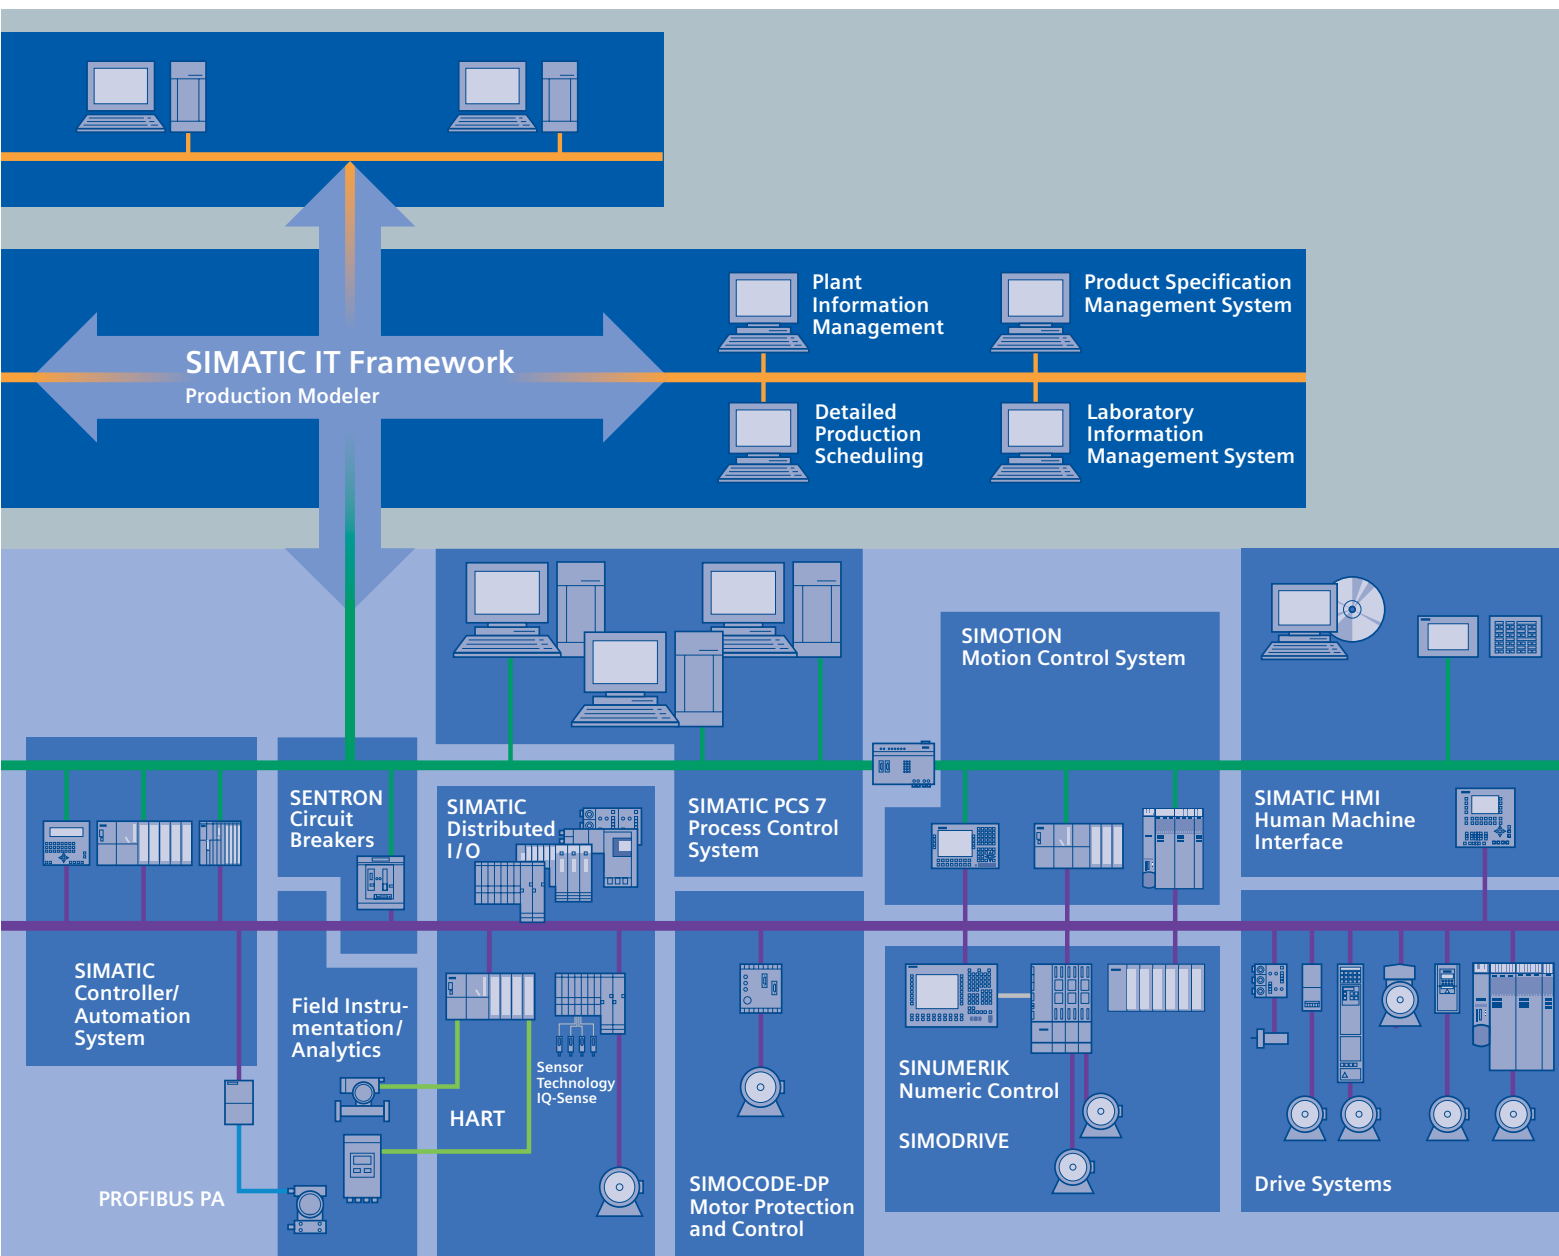 Plant
Information
Management
Product Specification
Management System
SIMATIC IT Framework
Production Modeler
Detailed
Production
Scheduling
Laboratory
Information
Management System
SIMOTION
Motion Control System
SENTRON
Circuit
Breakers
SIMATIC
Distributed
I/O
SIMATIC PCS 7
Process Control
System
SIMATIC HMI
Human Machine
Interface
SIMATIC
Controller/
Automation
System
Field Instru-
mentation/
Analytics
Sensor
Technology
IQ-Sense
HART
SINUMERIK
Numeric Control
SIMODRIVE
PROFIBUS PA
SIMOCODE-DP
Motor Protection
and Control
Drive Systems